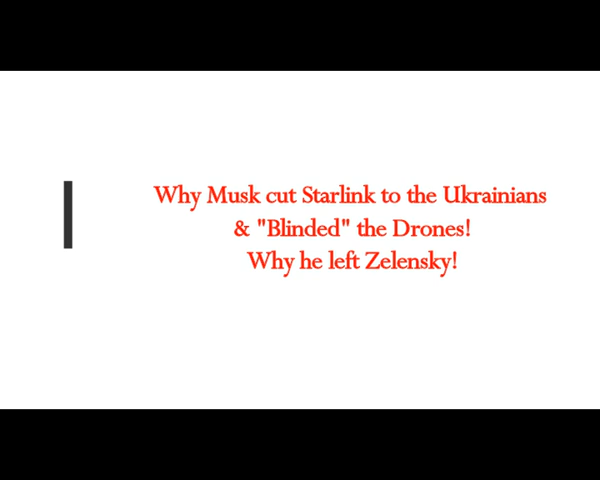 Why Musk cut Starlink to the Ukrainians
& "Blinded" the Drones!
Why he left Zelensky!